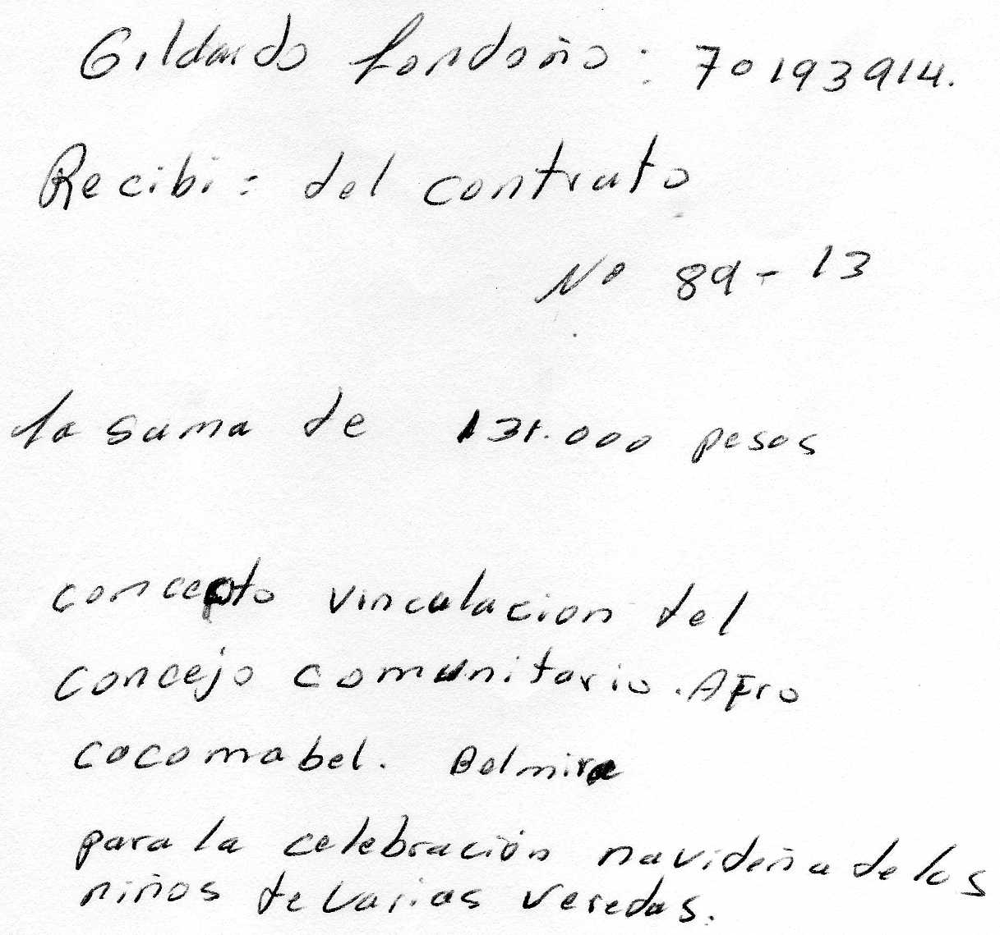 Gildardo Londoño: 70193914.
Recibi: del contrato
No 89-13
la suma de 131.000 pesos
concepto vinculacion del
concejo comunitario. Afro
cocomabel. Belmira
para la celebración navideña de los
niños de varias veredas.